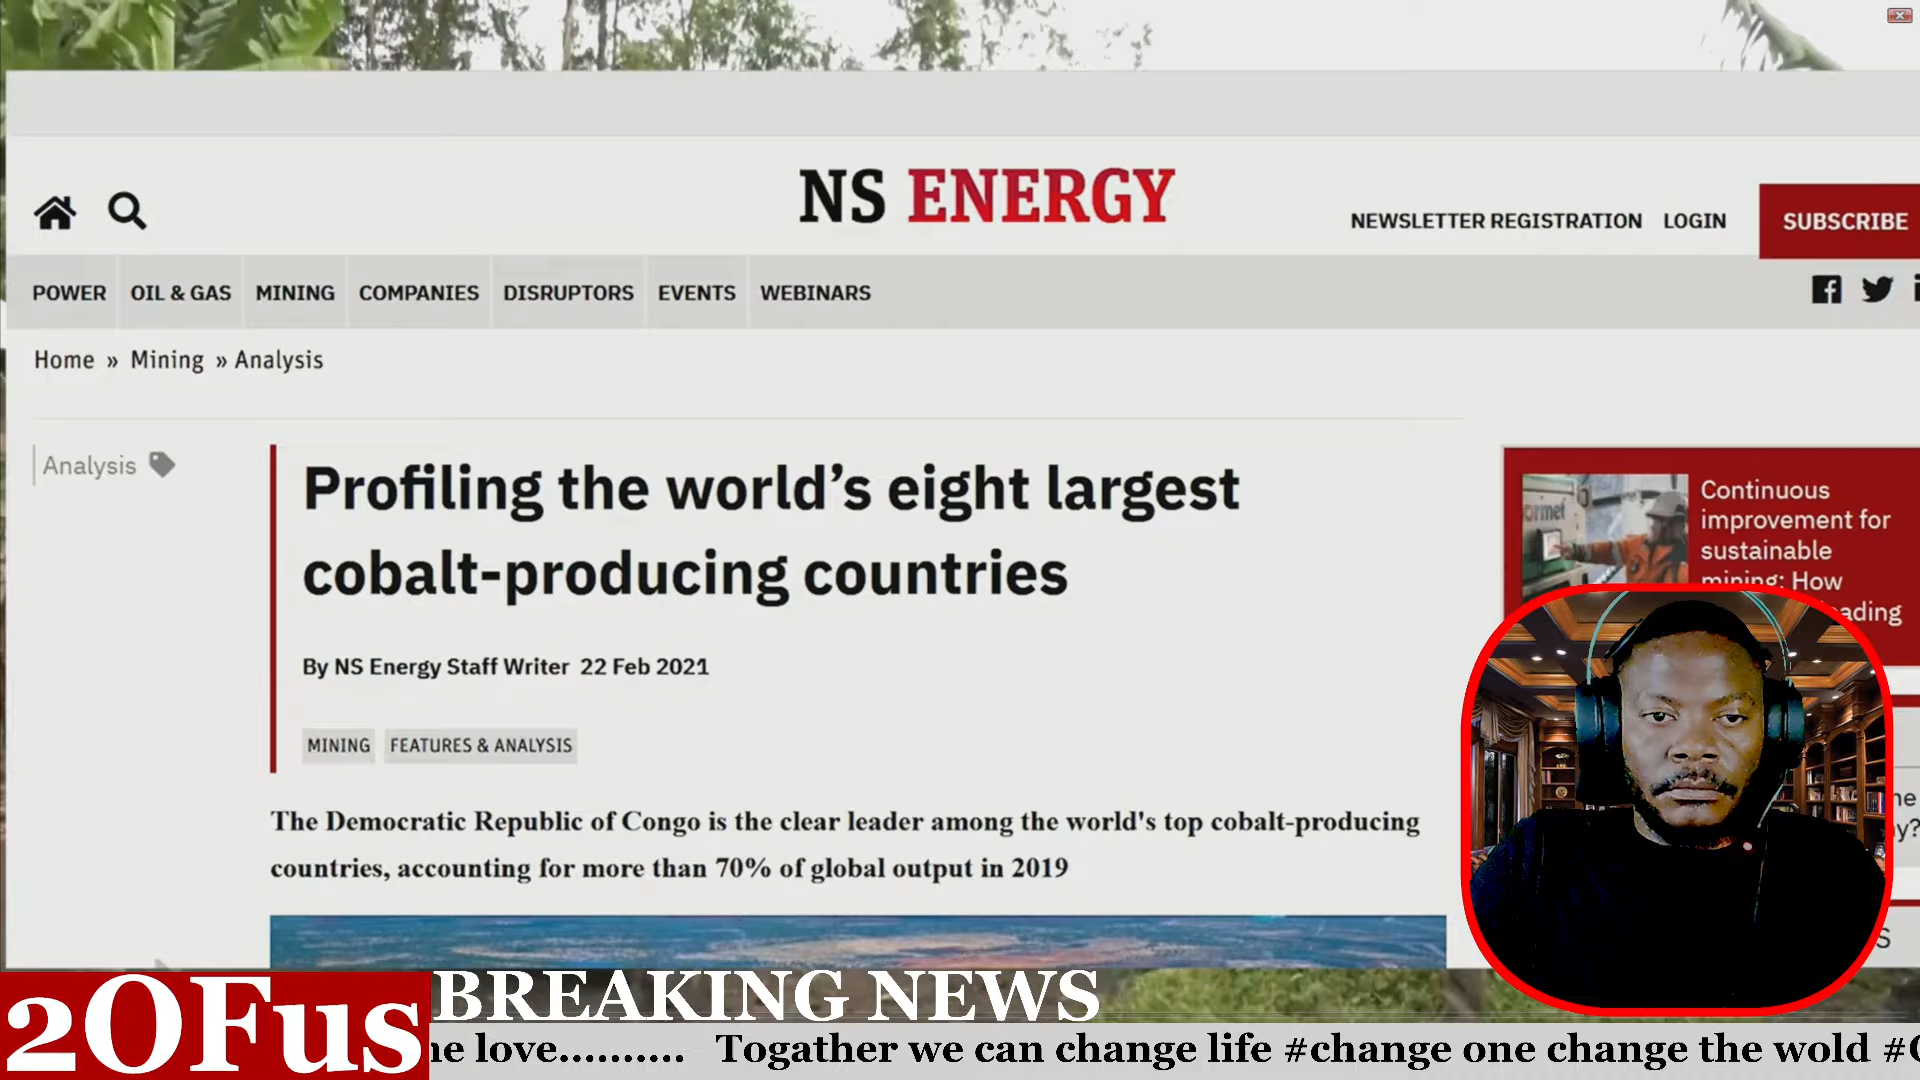 NS ENERGY
NEWSLETTER REGISTRATION LOGIN SUBSCRIBE
POWER OIL & GAS MINING COMPANIES DISRUPTORS EVENTS WEBINARS
Home » Mining » Analysis
Analysis
Profiling the world's eight largest
cobalt-producing countries
By NS Energy Staff Writer 22 Feb 2021
MINING FEATURES & ANALYSIS
The Democratic Republic of Congo is the clear leader among the world's top cobalt-producing
countries, accounting for more than 70% of global output in 2019
Continuous
improvement for
sustainable
mining: How
2OFus
BREAKING NEWS
love.......... Togather we can change life #change one change the wold